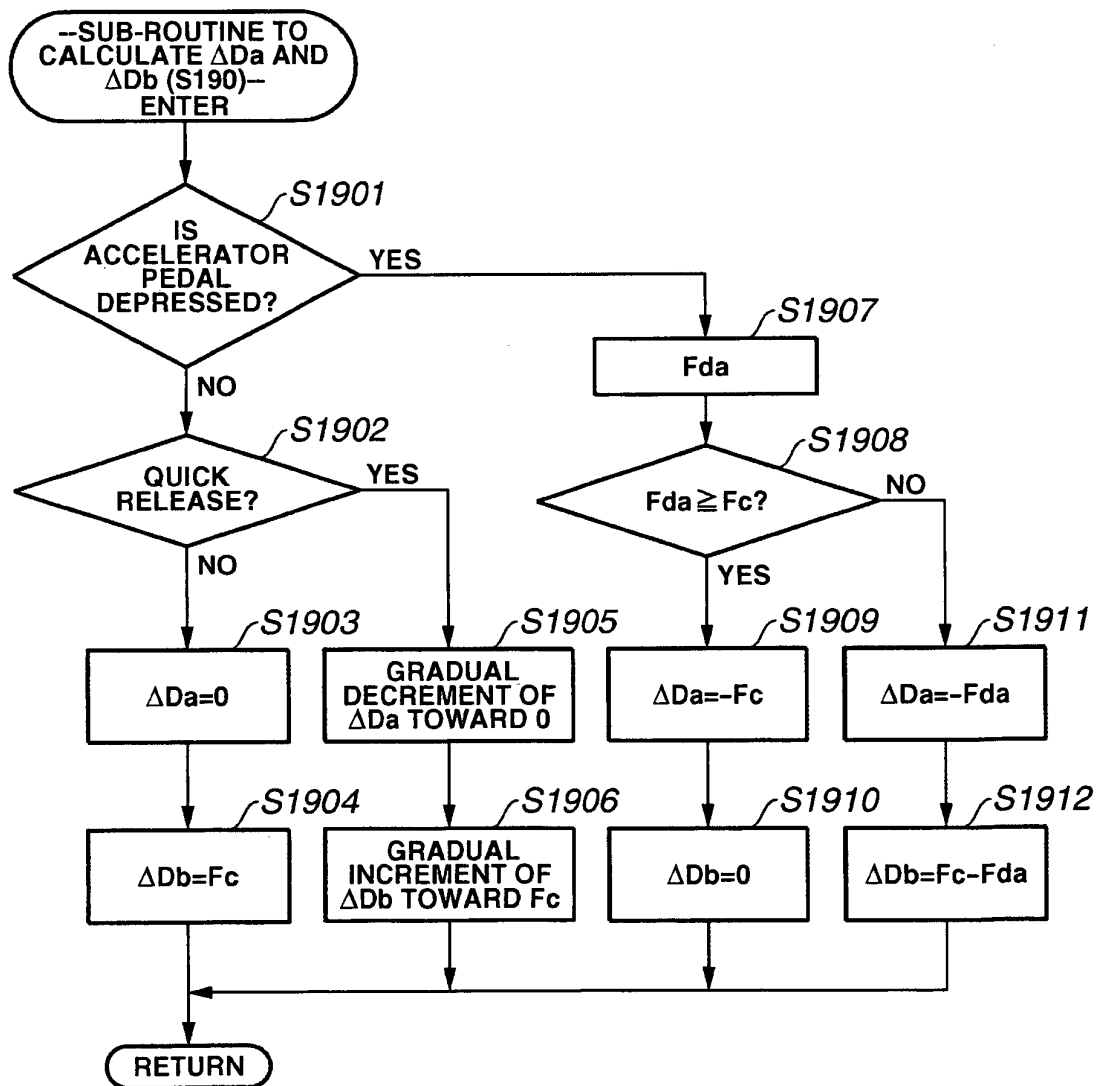 --SUB-ROUTINE TO
CALCULATE ΔDa AND
ΔDb (S190)--
ENTER
S1901
IS
ACCELERATOR
PEDAL
DEPRESSED?
YES
NO
S1907
Fda
S1902
QUICK
RELEASE?
YES
NO
S1908
Fda≧Fc?
NO
YES
S1903
ΔDa=0
S1905
GRADUAL
DECREMENT OF
ΔDa TOWARD 0
S1909
ΔDa=-Fc
S1911
ΔDa=-Fda
S1904
ΔDb=Fc
S1906
GRADUAL
INCREMENT OF
ΔDb TOWARD Fc
S1910
ΔDb=0
S1912
ΔDb=Fc-Fda
RETURN